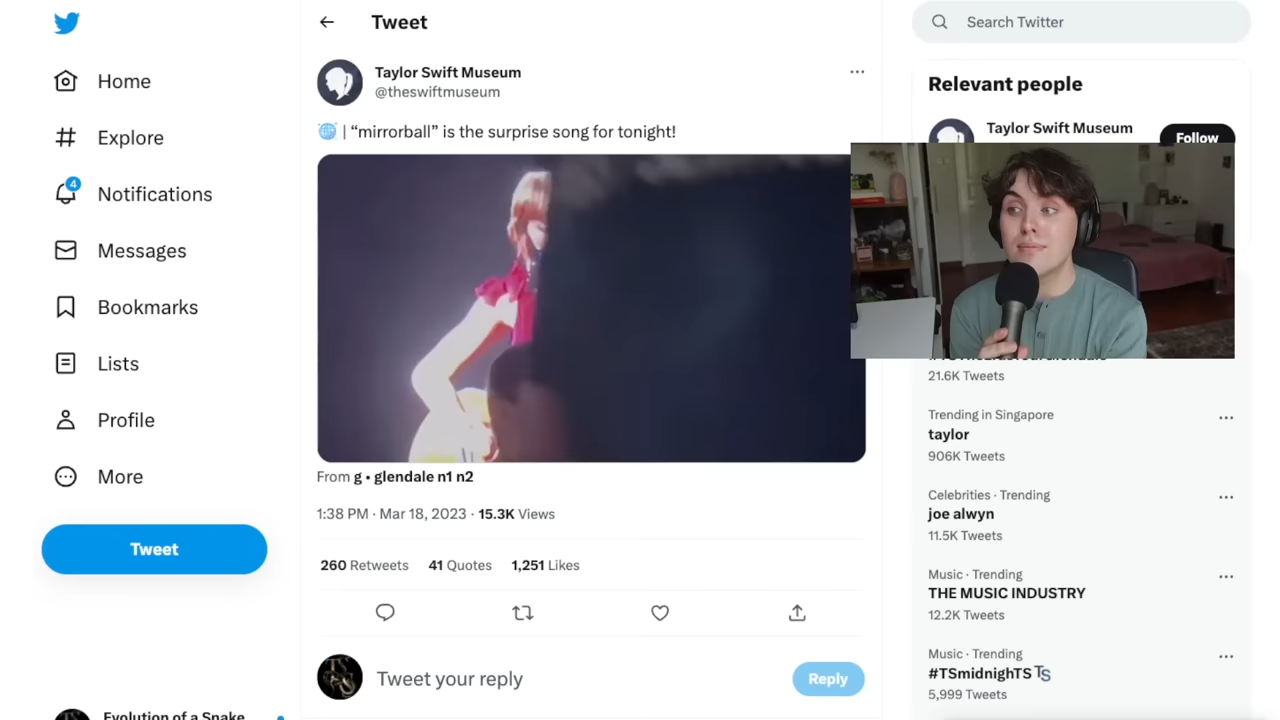 Home
Explore
4
Notifications
Messages
Bookmarks
Lists
Profile
More
Tweet
Evolution of a Snake
Tweet
Taylor Swift Museum
@theswiftmuseum
| “mirrorball” is the surprise song for tonight!
From g • glendale n1 n2
1:38 PM · Mar 18, 2023 · 15.3K Views
260 Retweets 41 Quotes 1,251 Likes
Tweet your reply
Reply
Search Twitter
Relevant people
Taylor Swift Museum
Follow
21.6K Tweets
Trending in Singapore
taylor
906K Tweets
Celebrities · Trending
joe alwyn
11.5K Tweets
Music · Trending
THE MUSIC INDUSTRY
12.2K Tweets
Music · Trending
#TSmidnighTS
5,999 Tweets